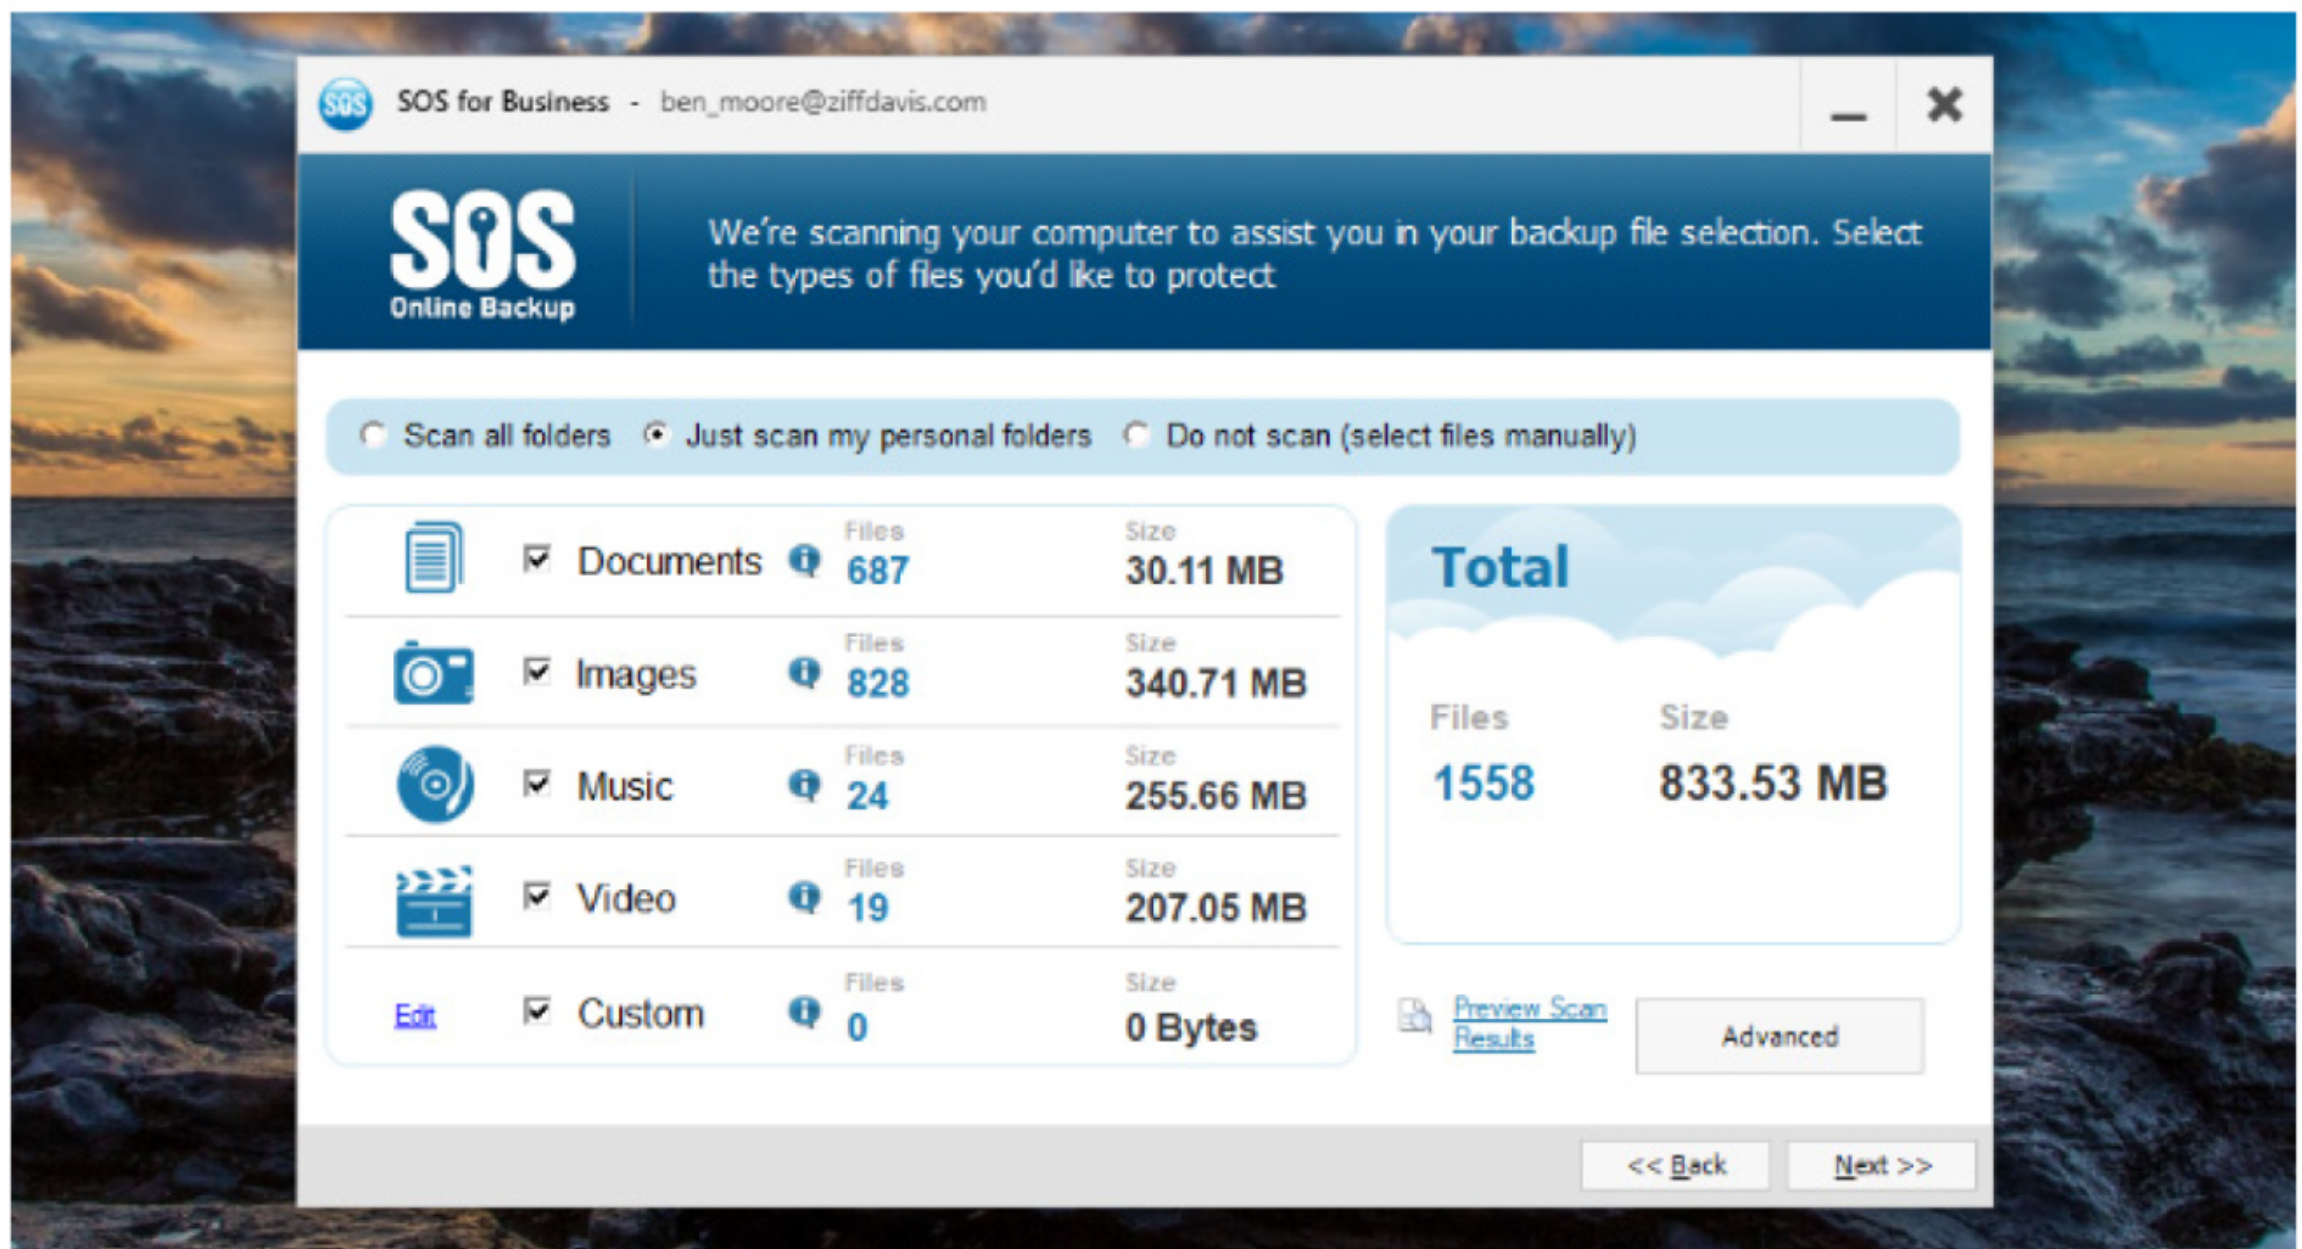 SOS SOS for Business - ben_moore@ziffdavis.com
SOS
Online Backup
We're scanning your computer to assist you in your backup file selection. Select
the types of files you'd like to protect
Scan all folders Just scan my personal folders Do not scan (select files manually)
Files Size
Documents 687 30.11 MB
Files Size
Images 828 340.71 MB
Files Size
Music 24 255.66 MB
Files Size
Video 19 207.05 MB
Files Size
Edit Custom 0 0 Bytes
Total
Files Size
1558 833.53 MB
Preview Scan
Results
Advanced
<< Back Next >>